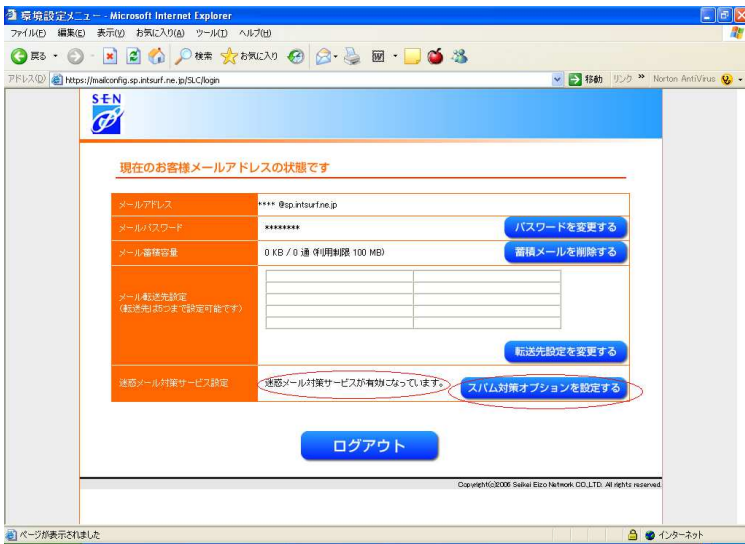 環境設定メニュー - Microsoft Internet Explorer
ファイル(F) 編集(E) 表示(V) お気に入り(A) ツール(T) ヘルプ(H)
戻る 検索 お気に入り
アドレス(D) https://mailconfig.sp.intsurf.ne.jp/SLC/login 移動 リンク » Norton AntiVirus
SEN
現在のお客様メールアドレスの状態です
メールアドレス **** @sp.intsurf.ne.jp
メールパスワード ******** パスワードを変更する
メール蓄積容量 0 KB / 0 通 (利用制限 100 MB) 蓄積メールを削除する
メール転送先設定
(転送先は5つまで設定可能です)
転送先設定を変更する
迷惑メール対策サービス設定 迷惑メール対策サービスが有効になっています。 スパム対策オプションを設定する
ログアウト
Copyright(c)2006 Seikei Eizo Network CO.,LTD. All rights reserved.
ページが表示されました インターネット